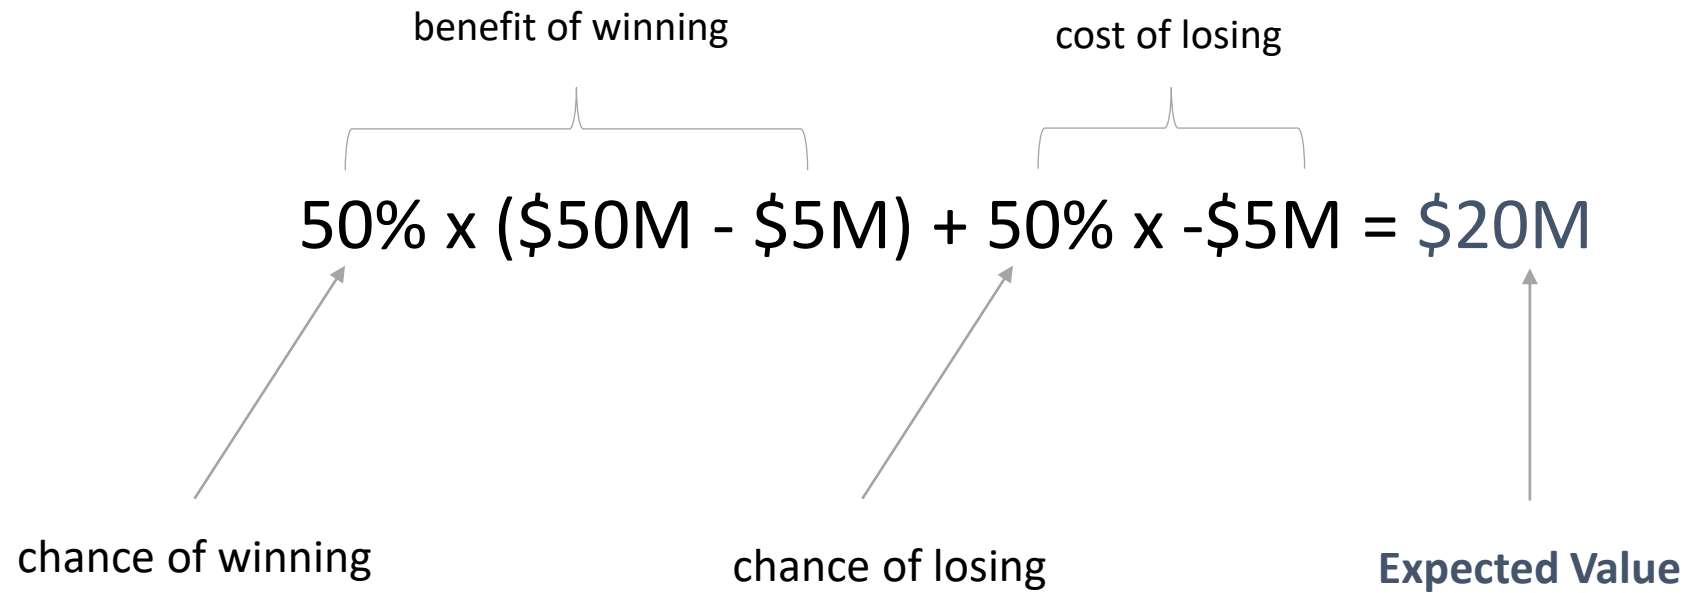 benefit of winning
cost of losing
50% x ($50M - $5M) + 50% x -$5M = $20M
chance of winning
chance of losing
Expected Value